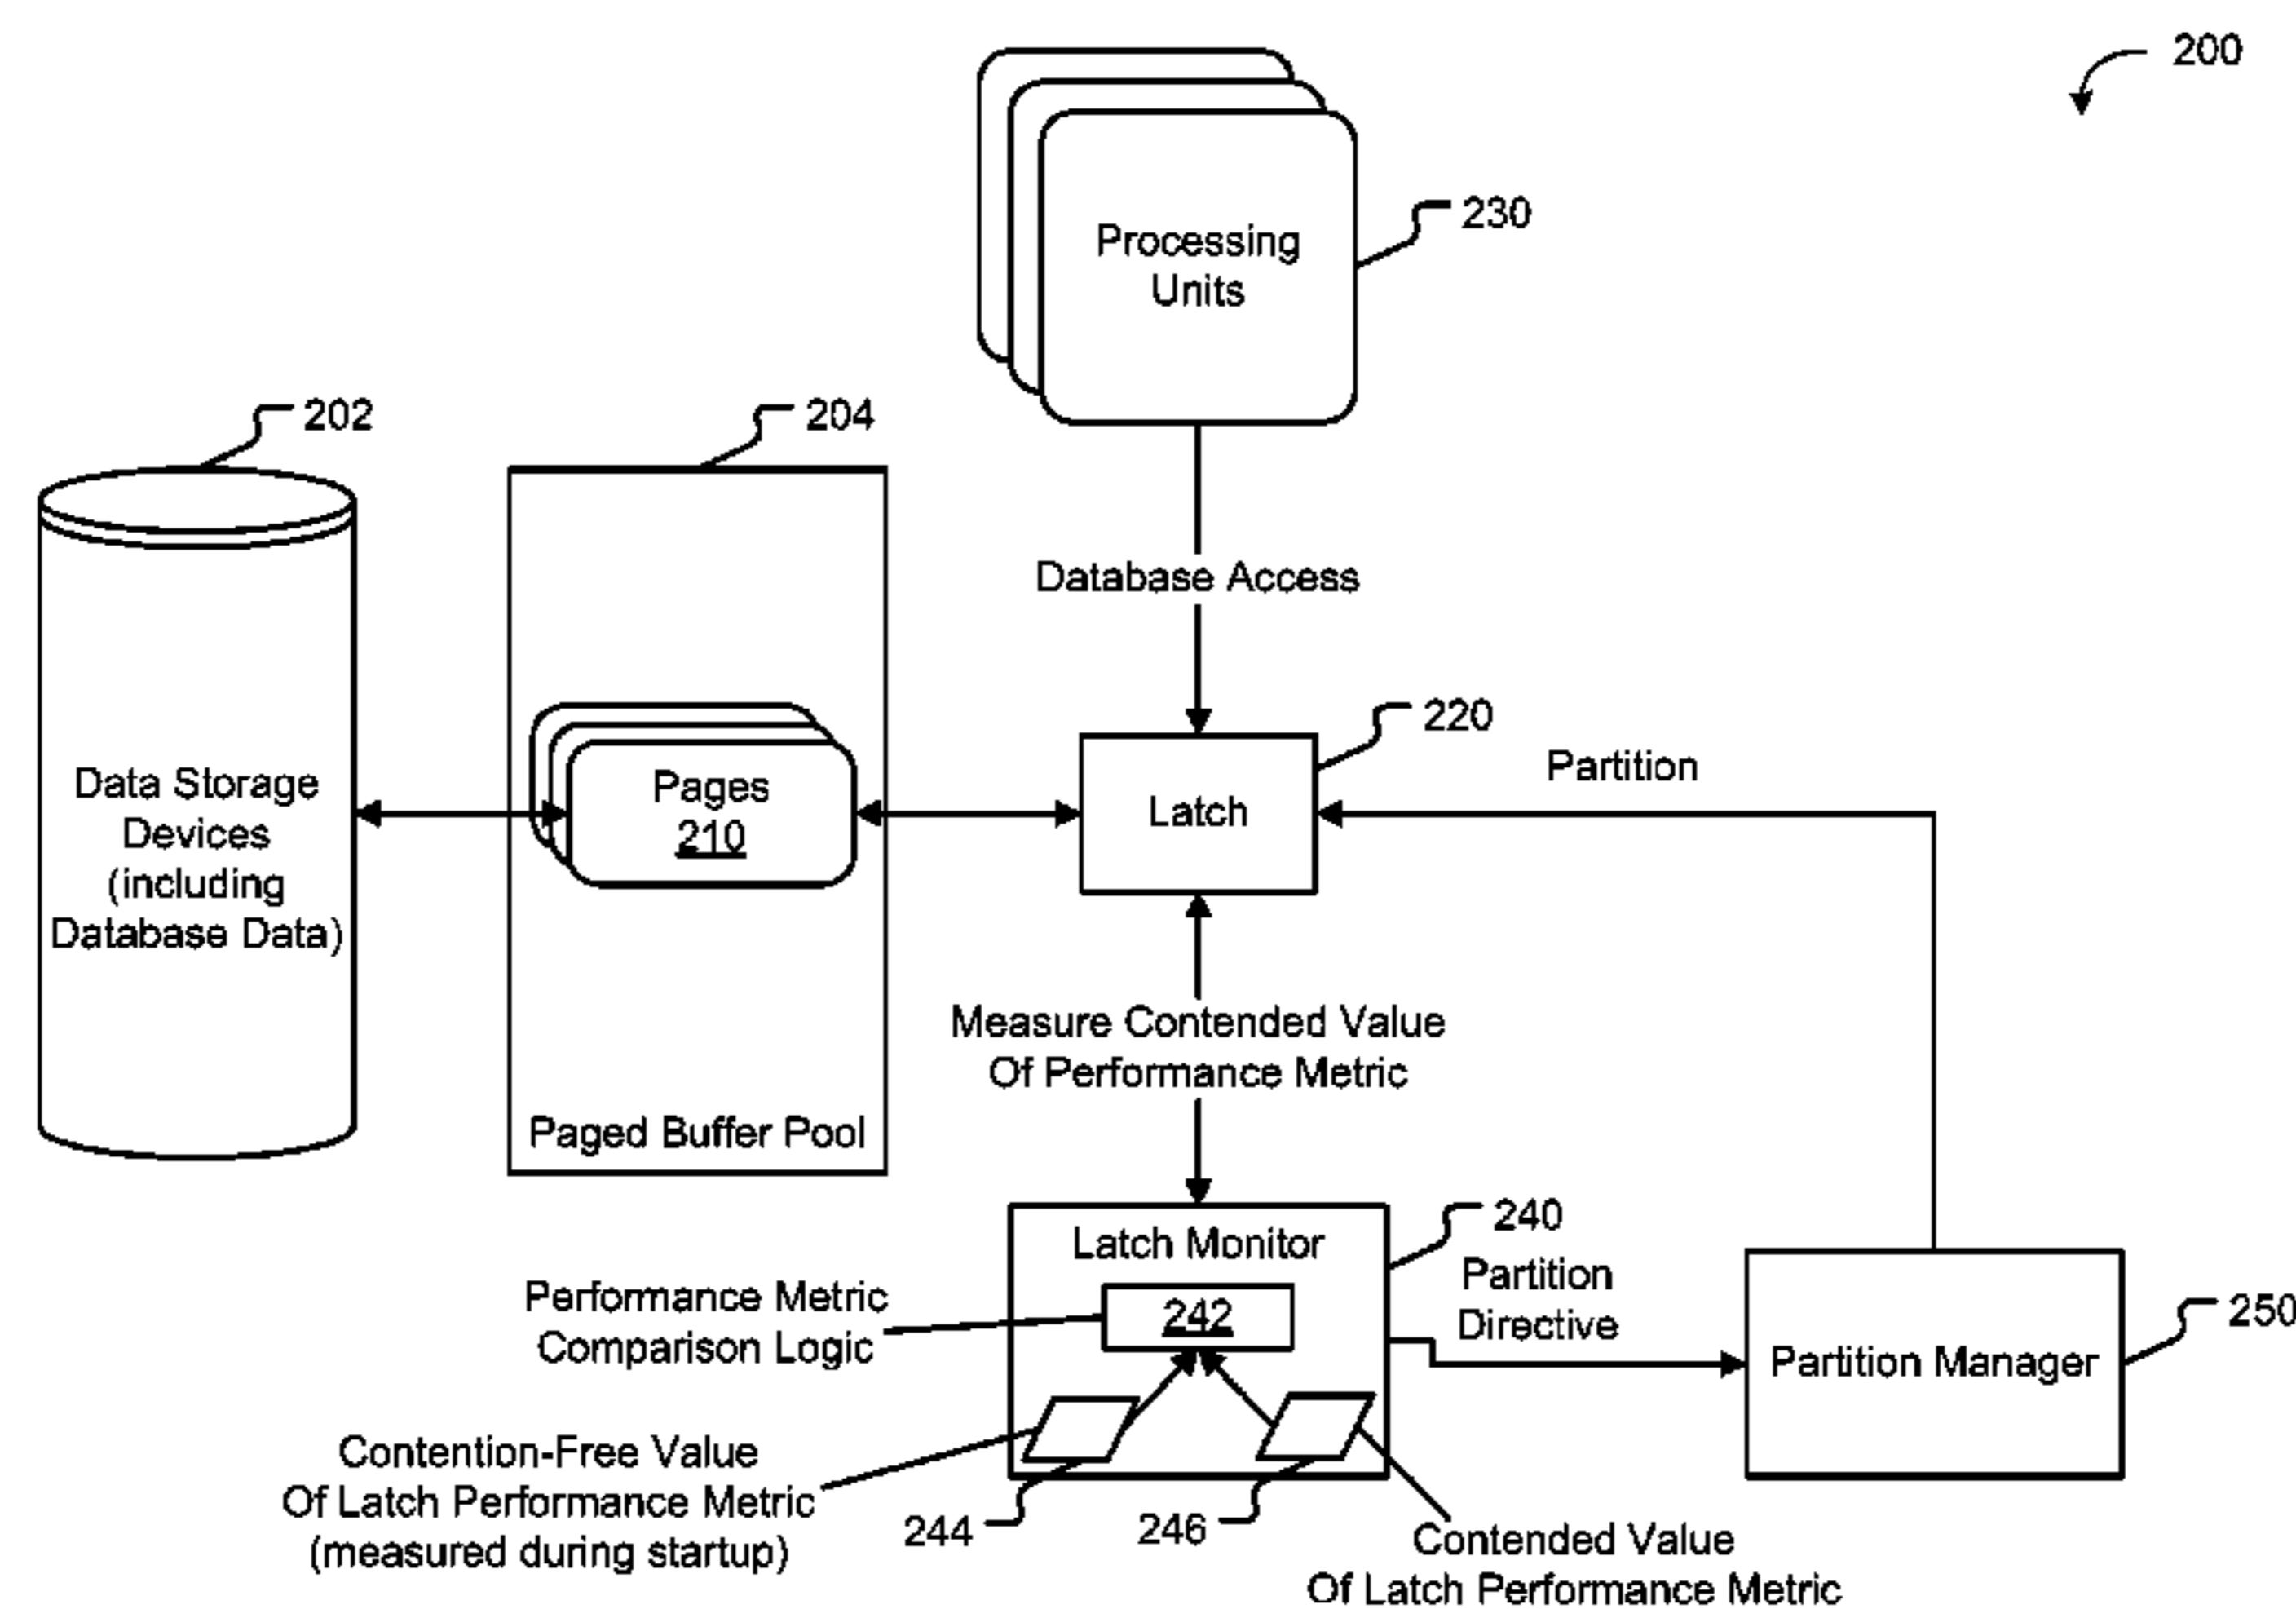 200
Processing
Units
230
202
204
Database Access
220
Partition
Data Storage
Devices
(including
Database Data)
Pages
210
Latch
Measure Contended Value
Of Performance Metric
Paged Buffer Pool
240
Latch Monitor
Partition
Directive
Performance Metric
Comparison Logic
242
250
Partition Manager
Contention-Free Value
Of Latch Performance Metric
(measured during startup)
244
246
Contended Value
Of Latch Performance Metric